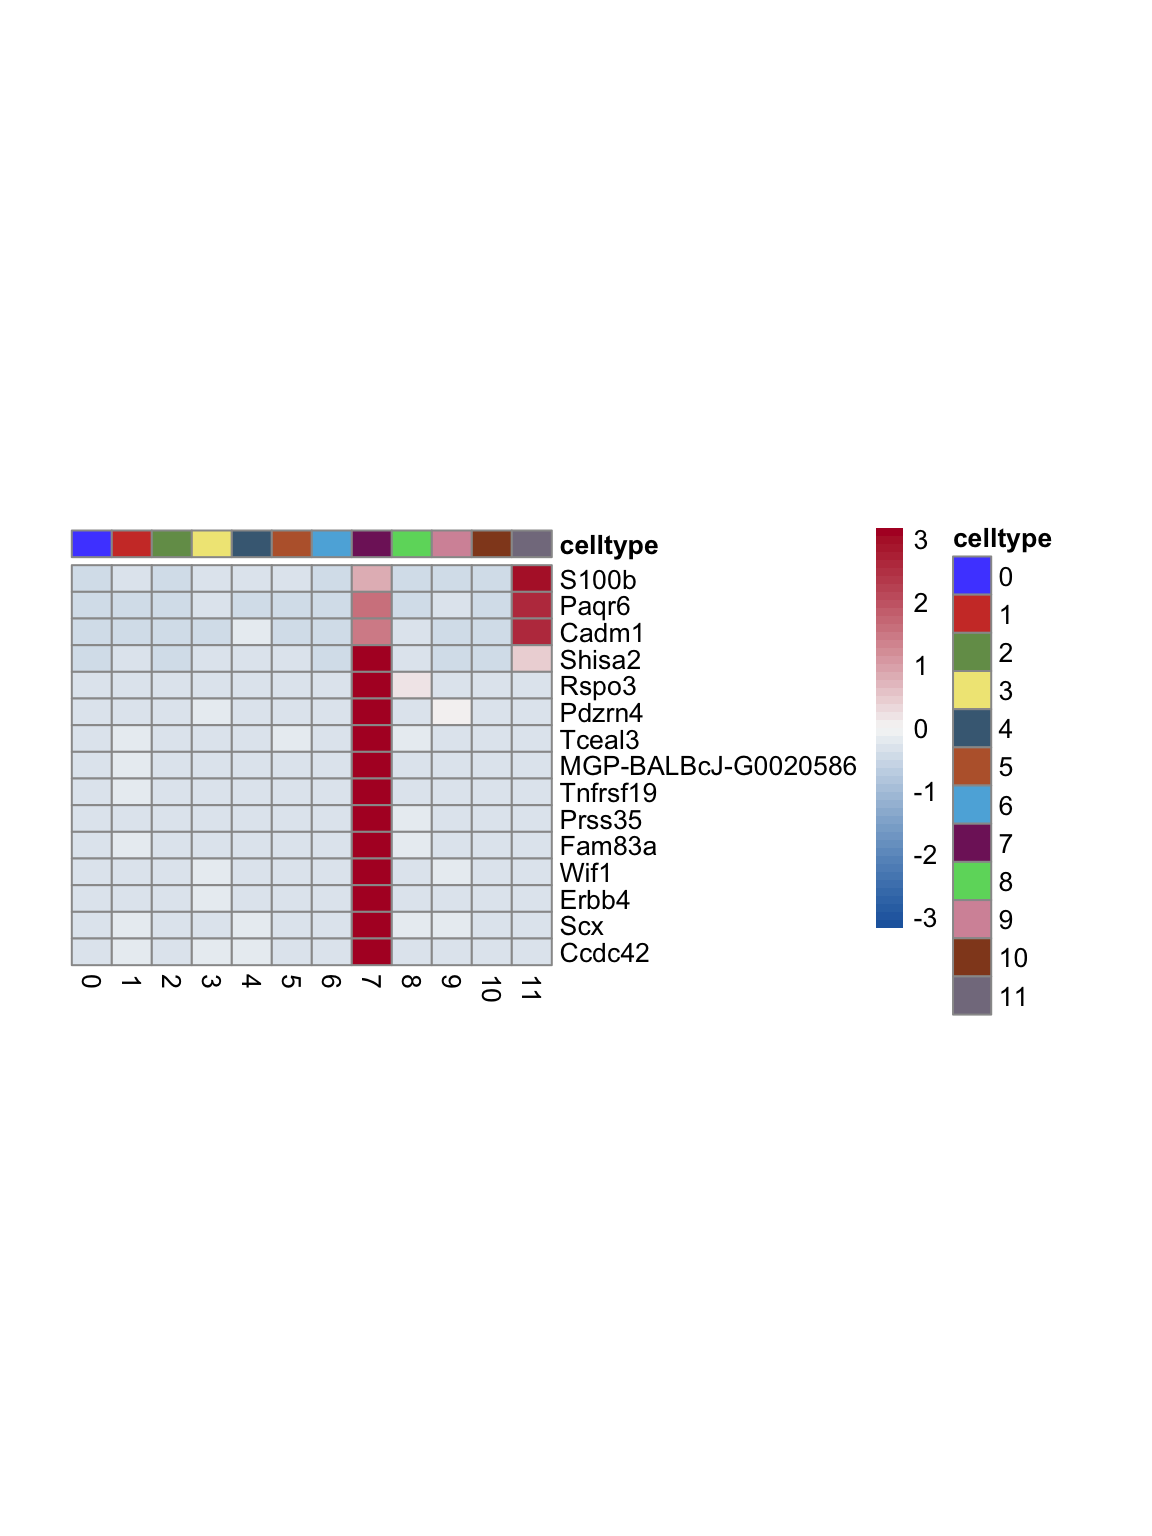 celltype
S100b
Paqr6
Cadm1
Shisa2
Rspo3
Pdzrn4
Tceal3
MGP-BALBcJ-G0020586
Tnfrsf19
Prss35
Fam83a
Wif1
Erbb4
Scx
Ccdc42
0 1 2 3 4 5 6 7 8 9 10 11
3
2
1
0
-1
-2
-3
celltype
0
1
2
3
4
5
6
7
8
9
10
11